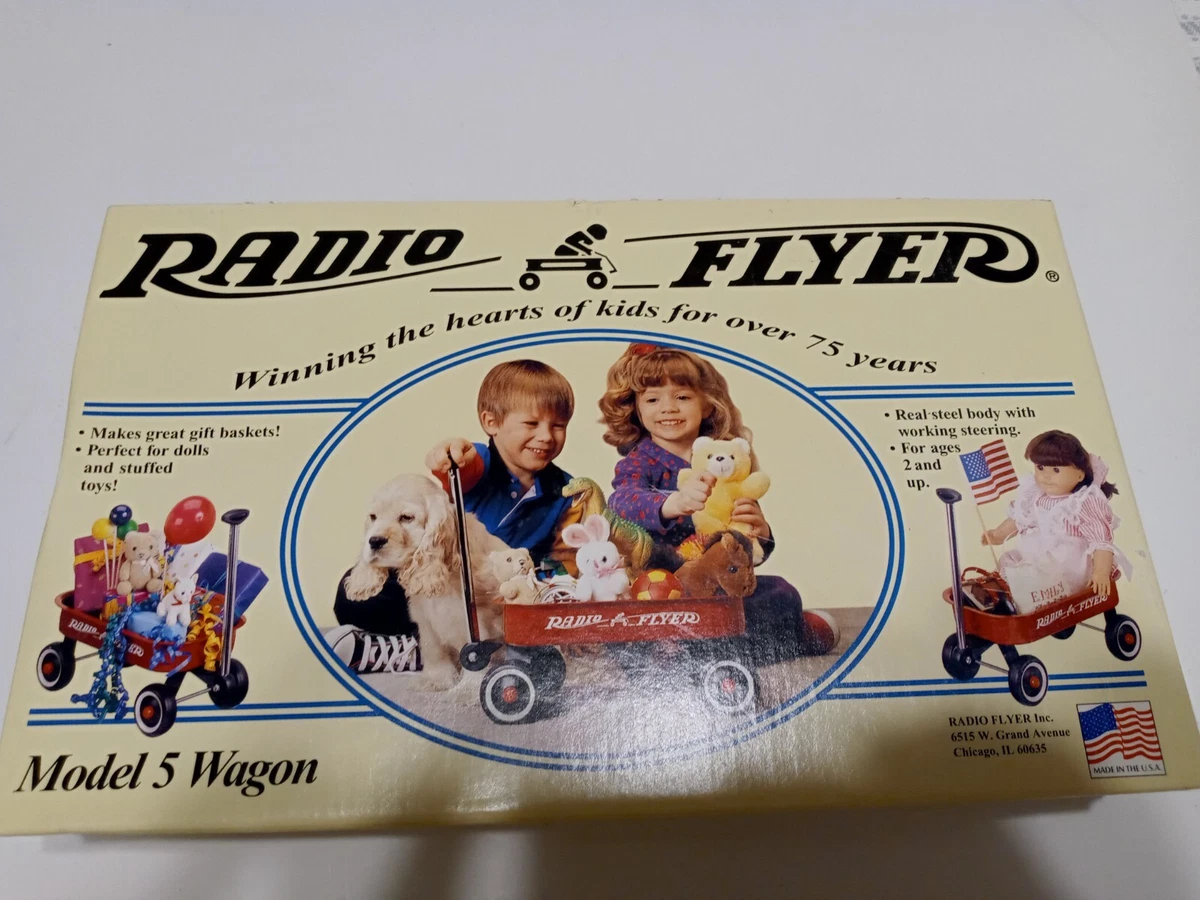 RADIO FLYER®
Winning the hearts of kids for over 75 years
• Makes great gift baskets!
• Perfect for dolls
and stuffed
toys!
• Real steel body with
working steering.
• For ages
2 and
up.
RADIO FLYER
RADIO FLYER
EMILY
RADIO FLYER
Model 5 Wagon
RADIO FLYER Inc.
6515 W. Grand Avenue
Chicago, IL 60635
MADE IN THE U.S.A.